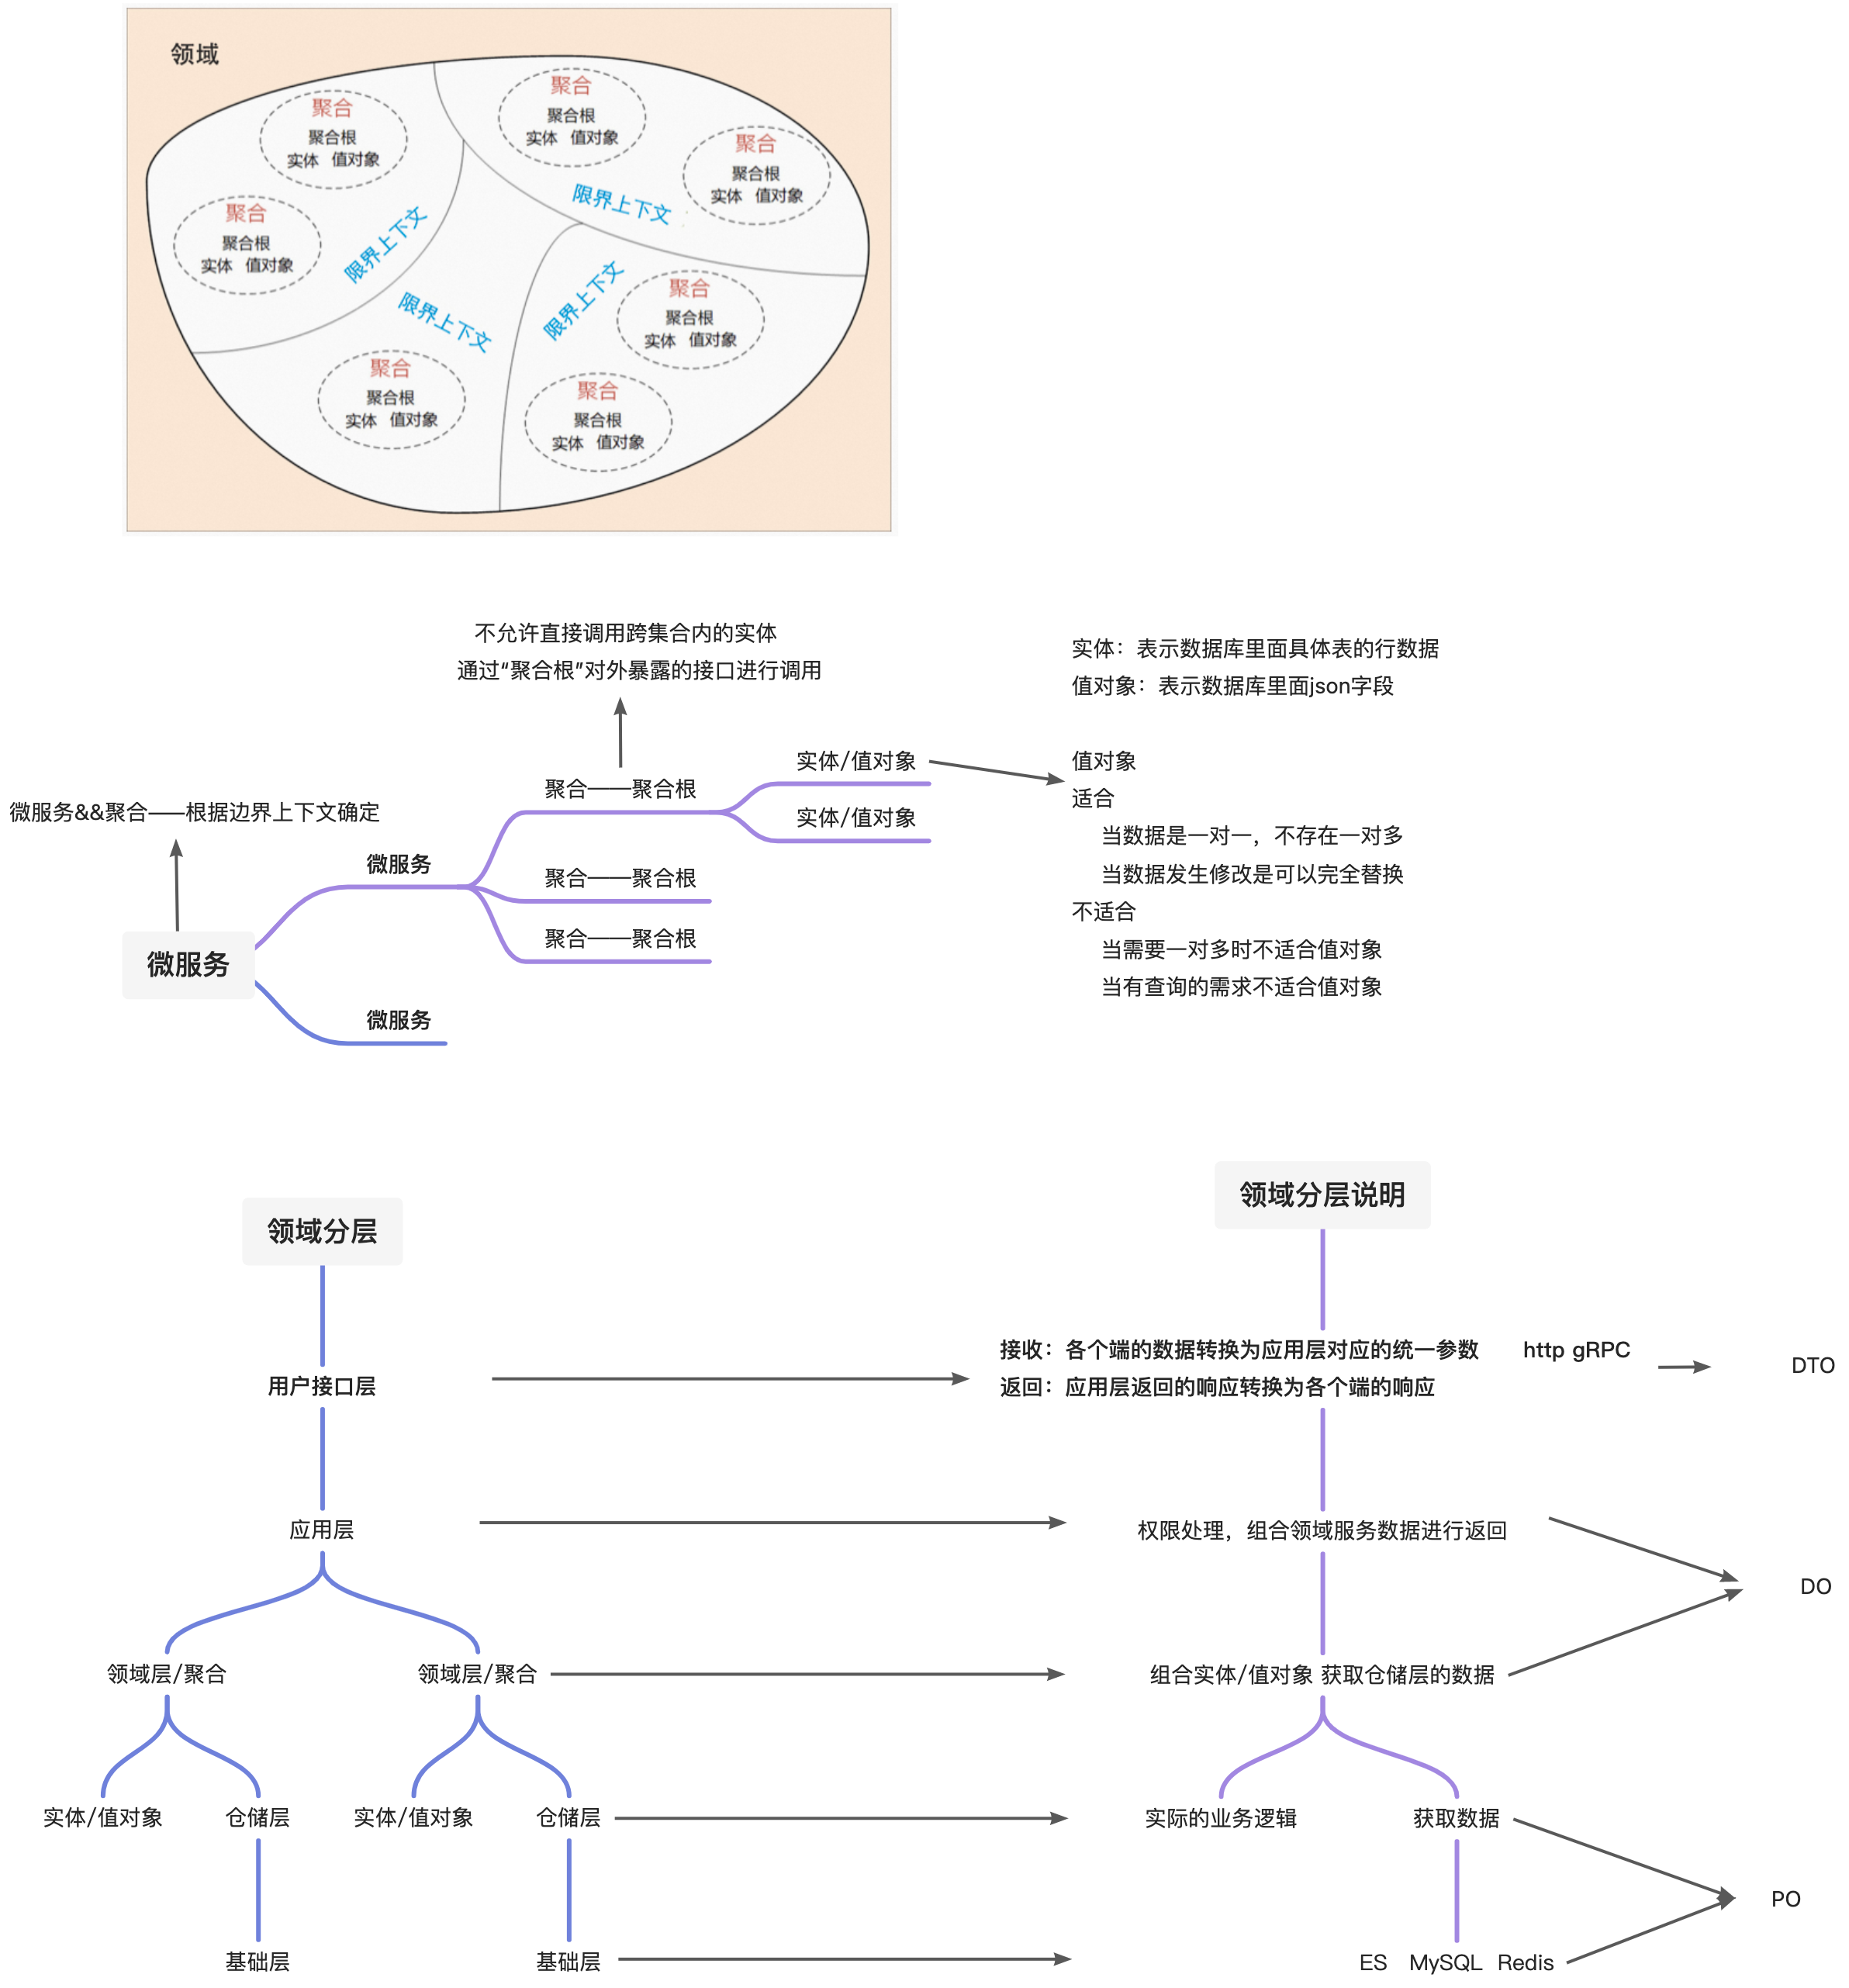 领域
聚合
聚合根
实体 值对象
聚合
聚合根
实体 值对象
聚合
聚合根
实体 值对象
聚合
聚合根
实体 值对象
限界上下文
限界上下文
限界上下文
限界上下文
聚合
聚合根
实体 值对象
聚合
聚合根
实体 值对象
聚合
聚合根
实体 值对象
不允许直接调用跨集合内的实体
通过“聚合根”对外暴露的接口进行调用
实体：表示数据库里面具体表的行数据
值对象：表示数据库里面json字段
值对象
适合
当数据是一对一，不存在一对多
当数据发生修改是可以完全替换
不适合
当需要一对多时不适合值对象
当有查询的需求不适合值对象
微服务&&聚合——根据边界上下文确定
微服务
微服务
聚合——聚合根
实体/值对象
实体/值对象
聚合——聚合根
聚合——聚合根
微服务
领域分层
用户接口层
应用层
领域层/聚合
领域层/聚合
实体/值对象
仓储层
实体/值对象
仓储层
基础层
基础层
领域分层说明
接收：各个端的数据转换为应用层对应的统一参数 http gRPC
返回：应用层返回的响应转换为各个端的响应
DTO
权限处理，组合领域服务数据进行返回
DO
组合实体/值对象 获取仓储层的数据
实际的业务逻辑
获取数据
PO
ES MySQL Redis